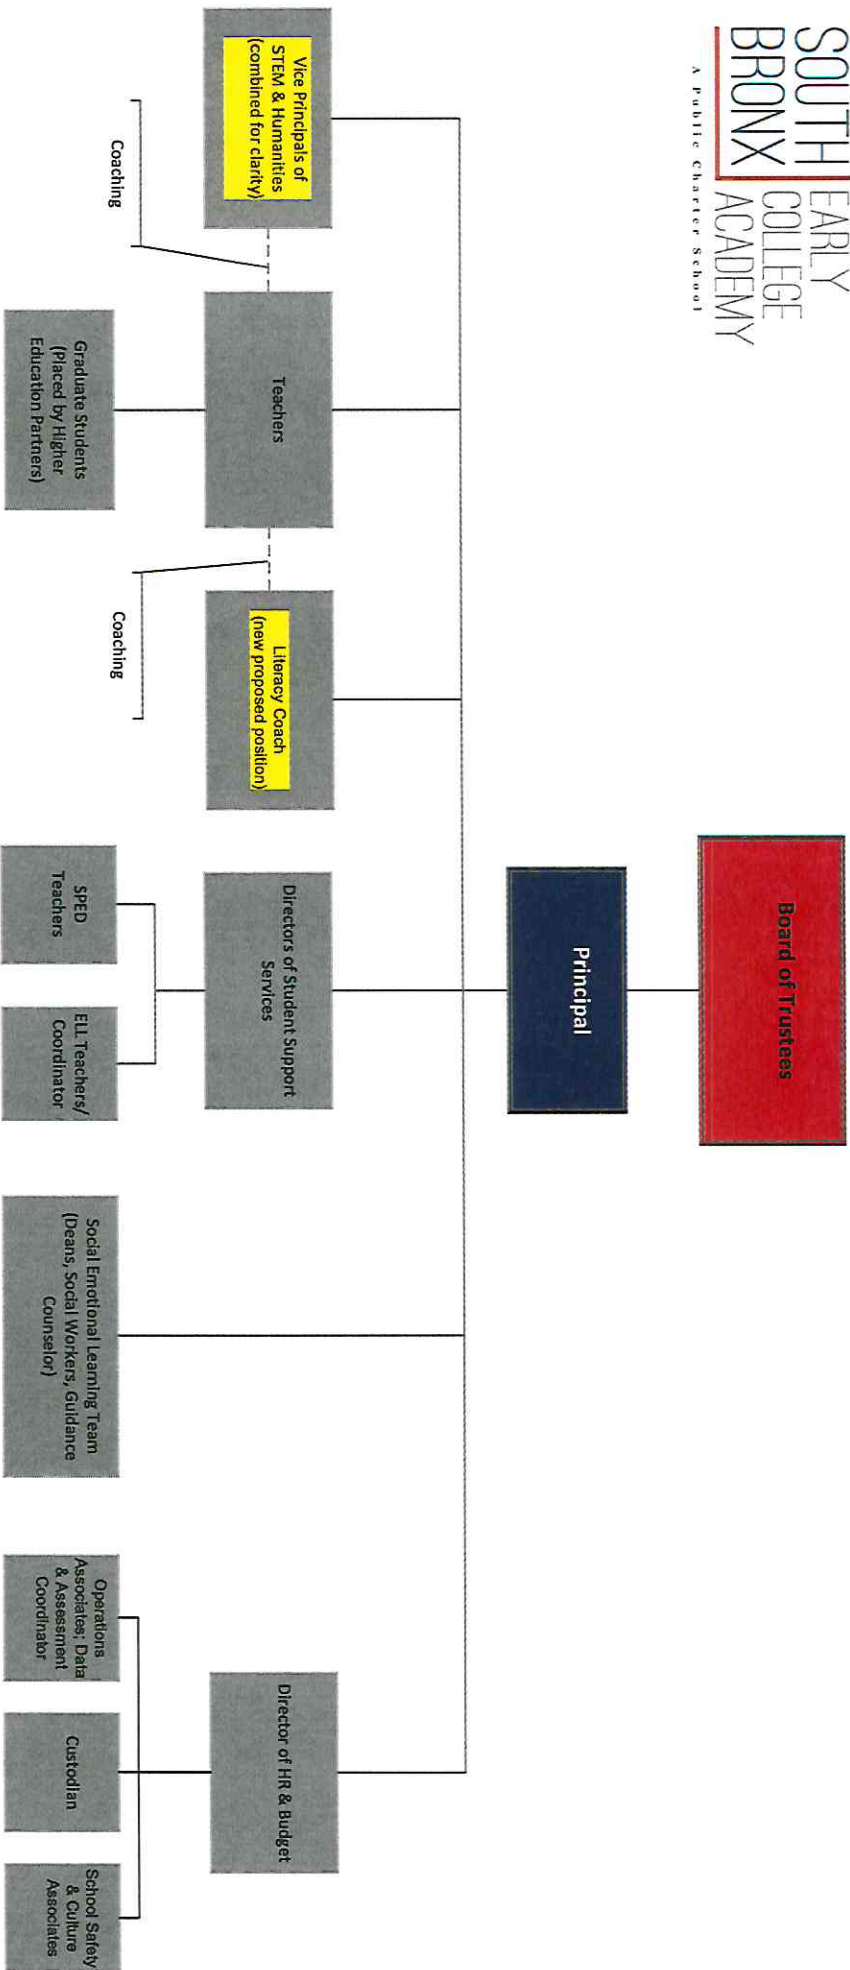 SOUTH
BRONX
EARLY
COLLEGE
ACADEMY
A Public Charter School
Board of Trustees
Principal
Vice Principals of
STEM & Humanities
(combined for clarity)
Teachers
Literacy Coach
(new proposed position)
Directors of Student Support
Services
Director of HR & Budget
Coaching
Coaching
Graduate Students
(Placed by Higher
Education Partners)
SPED
Teachers
ELL Teachers/
Coordinator
Social Emotional Learning Team
(Deans, Social Workers, Guidance
Counselor)
Operations
Associates; Data
& Assessment
Coordinator
Custodian
School Safety
& Culture
Associates